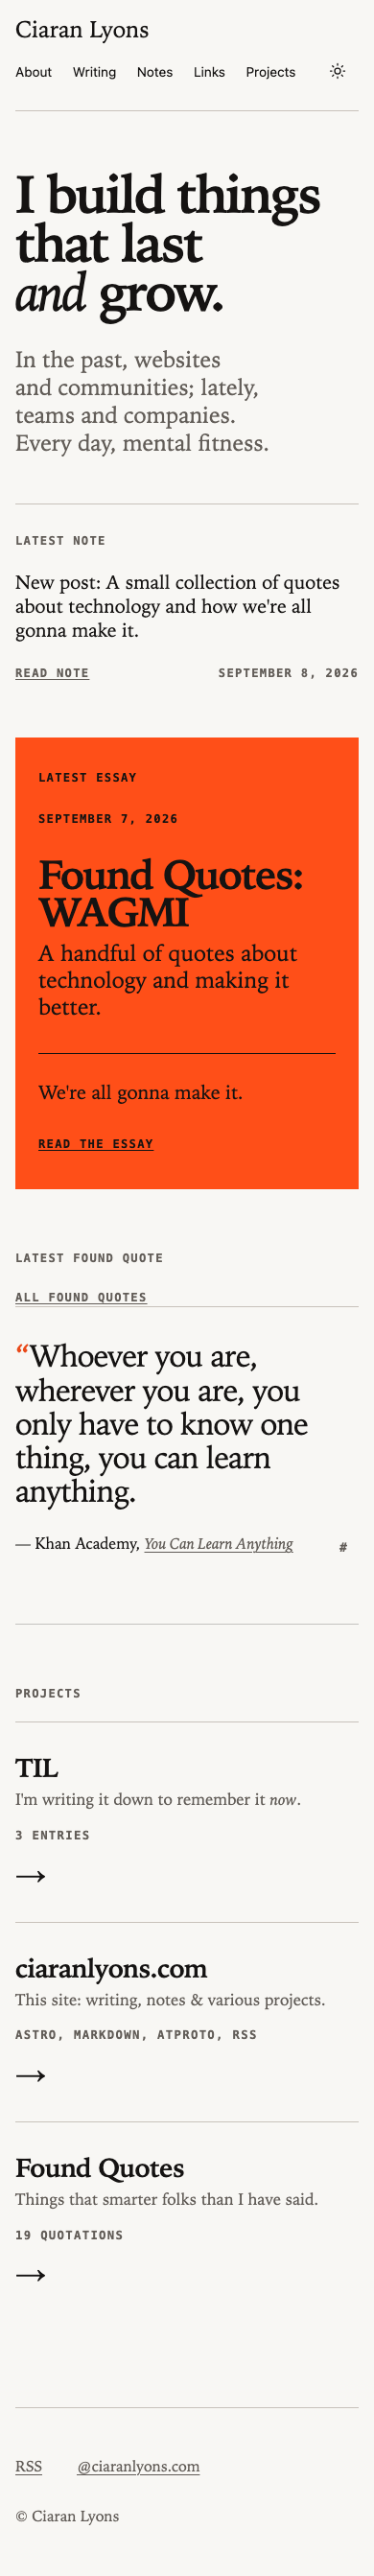 Ciaran Lyons
About Writing Notes Links Projects
I build things
that last
and grow.
In the past, websites
and communities; lately,
teams and companies.
Every day, mental fitness.
LATEST NOTE
New post: A small collection of quotes
about technology and how we're all
gonna make it.
READ NOTE SEPTEMBER 8, 2026
LATEST ESSAY
SEPTEMBER 7, 2026
Found Quotes:
WAGMI
A handful of quotes about
technology and making it
better.
We're all gonna make it.
READ THE ESSAY
LATEST FOUND QUOTE
ALL FOUND QUOTES
“Whoever you are,
wherever you are, you
only have to know one
thing, you can learn
anything.
— Khan Academy, You Can Learn Anything #
PROJECTS
TIL
I'm writing it down to remember it now.
3 ENTRIES
→
ciaranlyons.com
This site: writing, notes & various projects.
ASTRO, MARKDOWN, ATPROTO, RSS
→
Found Quotes
Things that smarter folks than I have said.
19 QUOTATIONS
→
RSS @ciaranlyons.com
© Ciaran Lyons